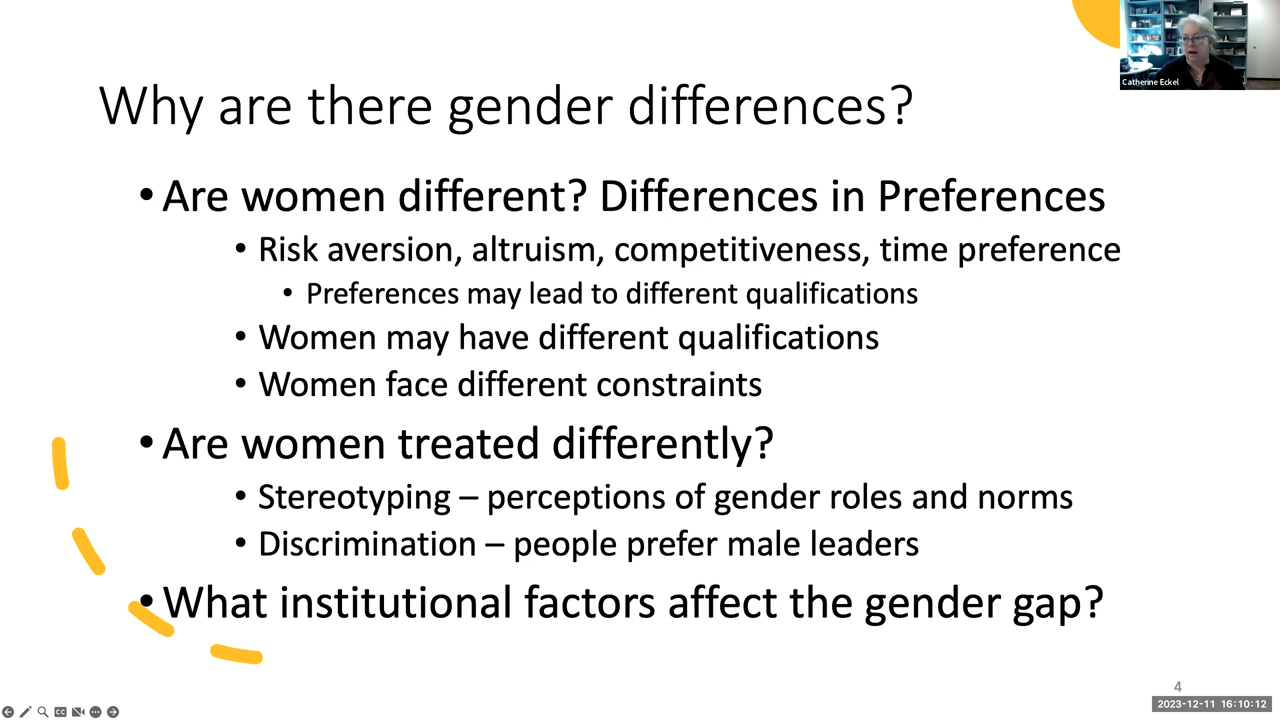 Catherine Eckel
Why are there gender differences?
• Are women different? Differences in Preferences
• Risk aversion, altruism, competitiveness, time preference
• Preferences may lead to different qualifications
• Women may have different qualifications
• Women face different constraints
• Are women treated differently?
• Stereotyping – perceptions of gender roles and norms
• Discrimination – people prefer male leaders
• What institutional factors affect the gender gap?
4
2023-12-11 16:10:12
CC